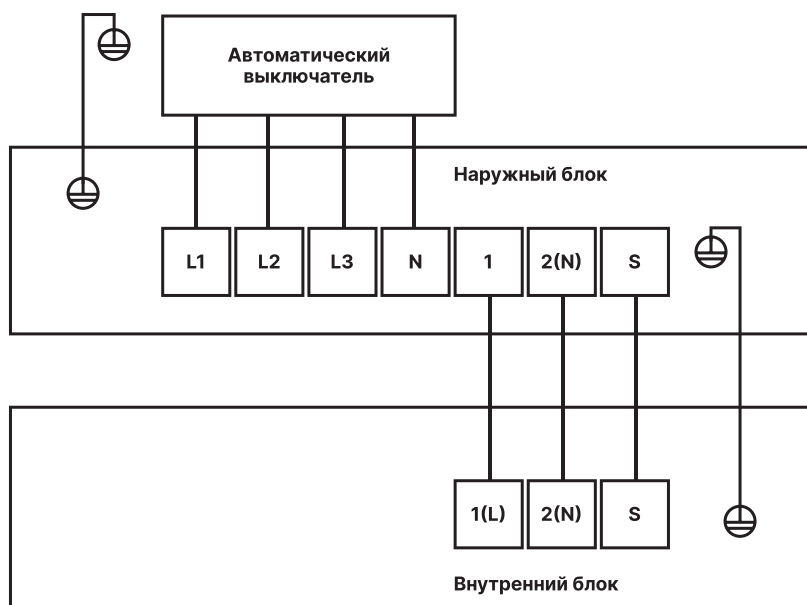 Автоматический
выключатель
Наружный блок
L1 L2 L3 N 1 2(N) S
1(L) 2(N) S
Внутренний блок